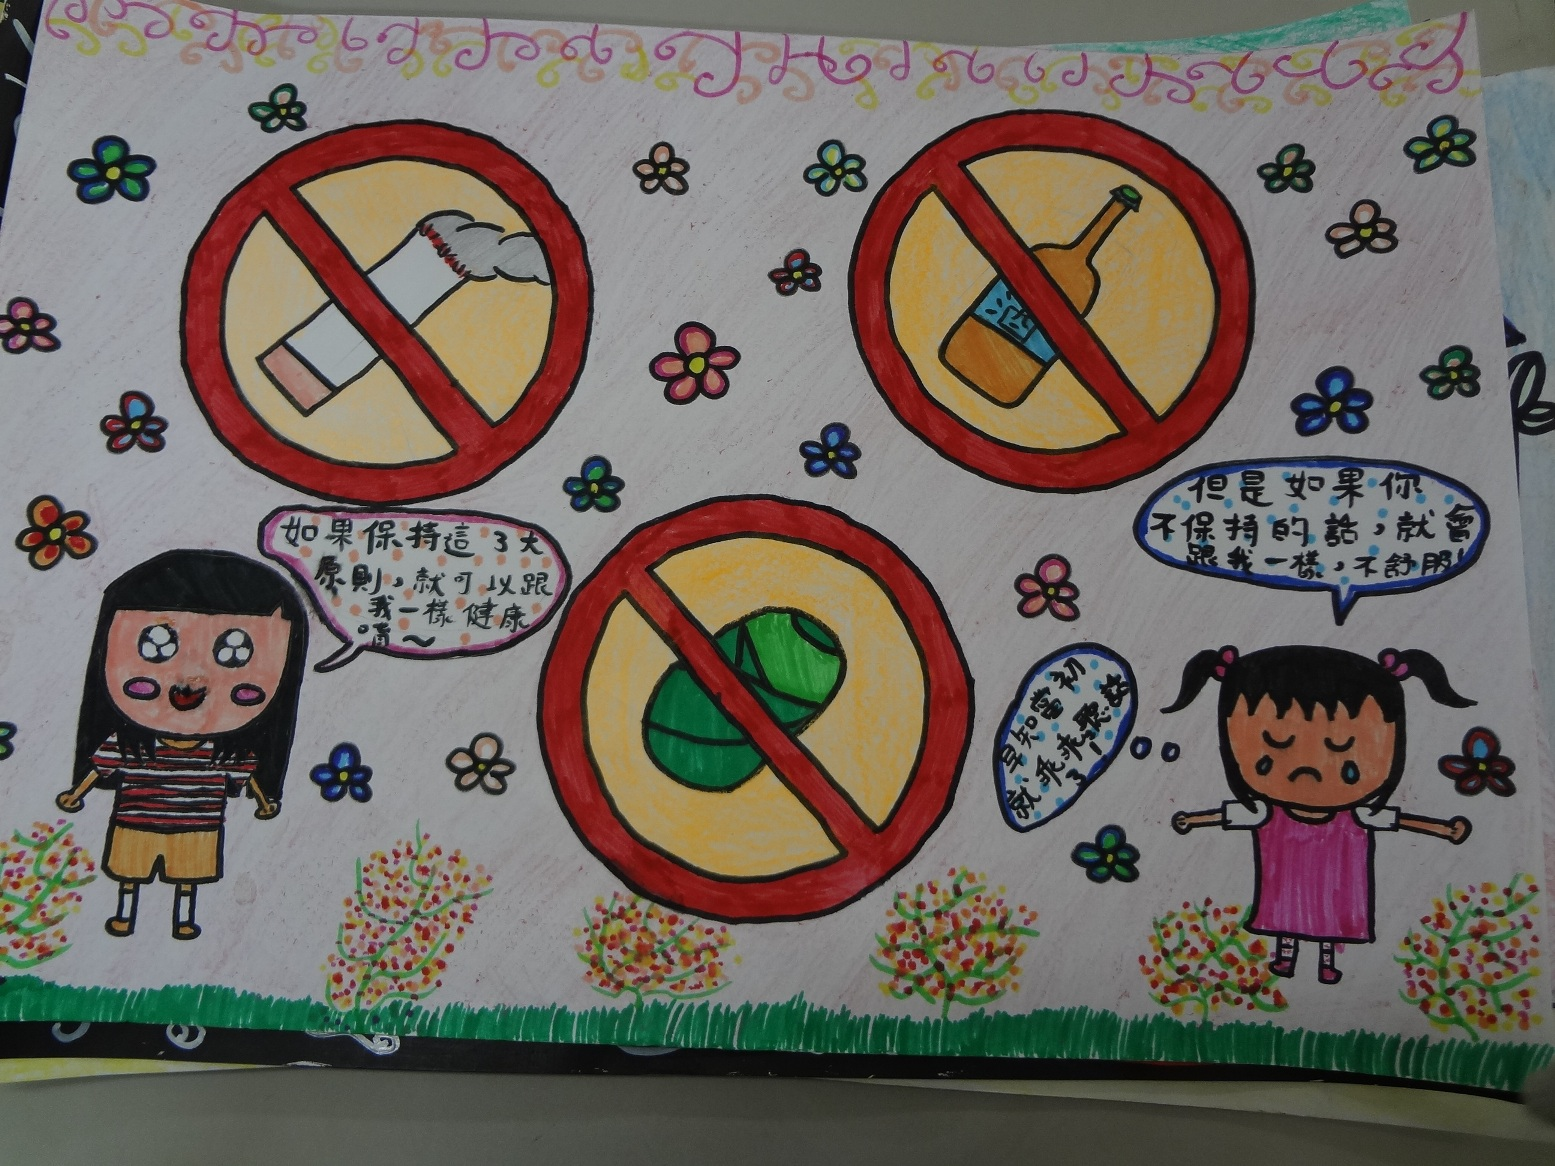 如果保持這3大
原則，就可以跟
我一樣健康
唷～
但是如果你
不保持的話，就會
跟我一樣，不舒服！
早知當初
就乖乖聽話
了！
酒